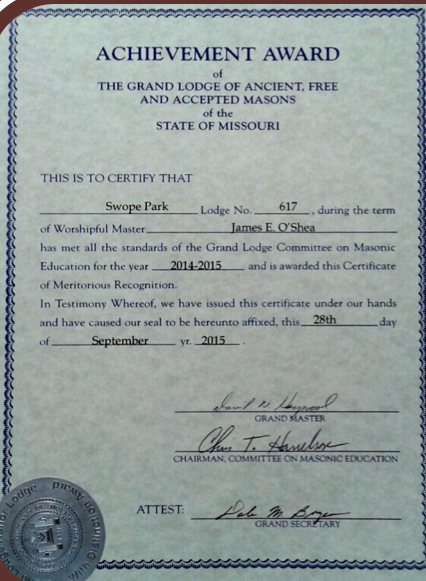 ACHIEVEMENT AWARD
of
THE GRAND LODGE OF ANCIENT, FREE
AND ACCEPTED MASONS
of the
STATE OF MISSOURI
THIS IS TO CERTIFY THAT
Swope Park Lodge No. 617 , during the term
of Worshipful Master James E. O'Shea
has met all the standards of the Grand Lodge Committee on Masonic
Education for the year 2014-2015 and is awarded this Certificate
of Meritorious Recognition.
In Testimony Whereof, we have issued this certificate under our hands
and have caused our seal to be hereunto affixed, this 28th day
of September yr. 2015 .
GRAND MASTER
Chris T. Harrelson
CHAIRMAN, COMMITTEE ON MASONIC EDUCATION
ATTEST:
GRAND SECRETARY
Lodge Award